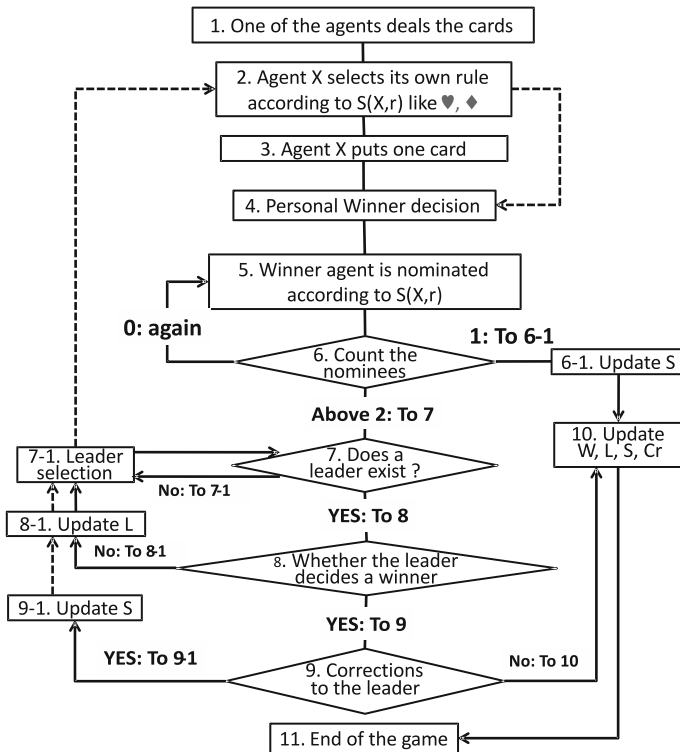 1. One of the agents deals the cards
2. Agent X selects its own rule
according to S(X,r) like ♥, ♦
3. Agent X puts one card
4. Personal Winner decision
5. Winner agent is nominated
according to S(X,r)
0: again
6. Count the
nominees
1: To 6-1
6-1. Update S
Above 2: To 7
10. Update
W, L, S, Cr
7-1. Leader
selection
7. Does a
leader exist ?
No: To 7-1
YES: To 8
8-1. Update L
No: To 8-1
8. Whether the leader
decides a winner
9-1. Update S
YES: To 9
YES: To 9-1
9. Corrections
to the leader
No: To 10
11. End of the game